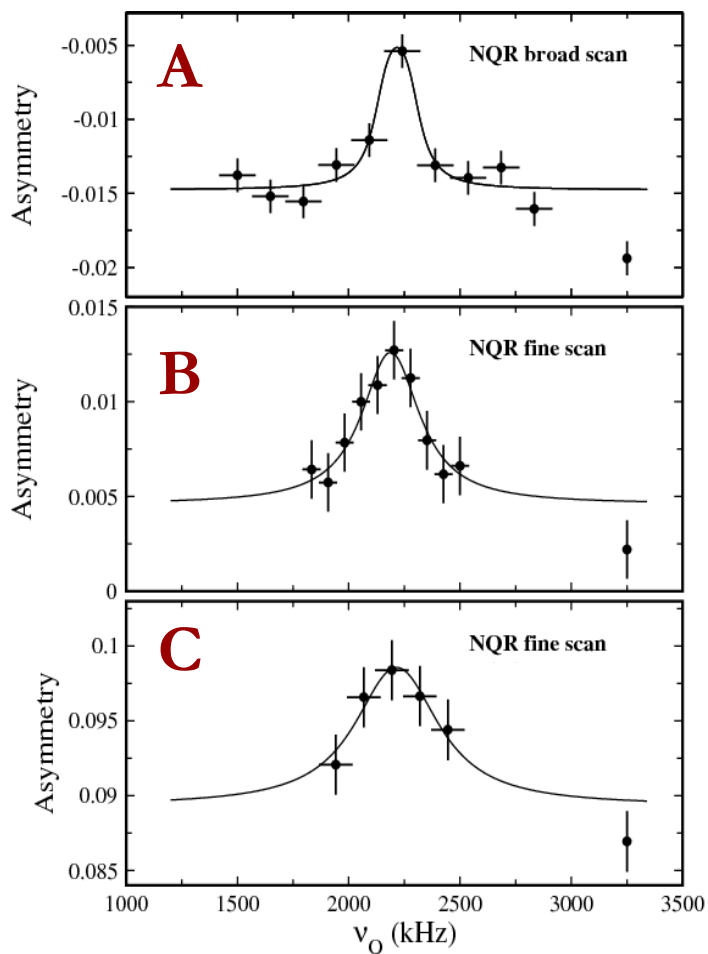 A
NQR broad scan
Asymmetry
-0.005
-0.01
-0.015
-0.02
B
NQR fine scan
Asymmetry
0.015
0.01
0.005
0
C
NQR fine scan
Asymmetry
0.1
0.095
0.09
0.085
1000 1500 2000 2500 3000 3500
ν_Q (kHz)